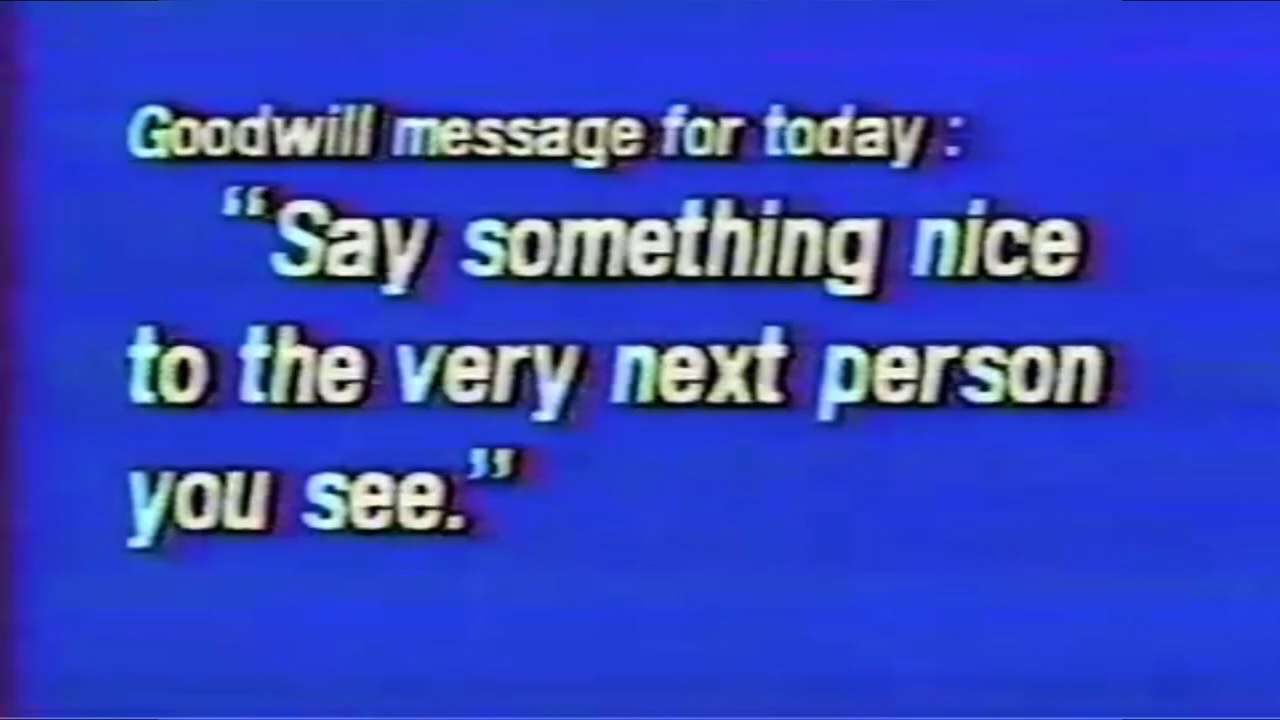 Goodwill message for today :
“Say something nice
to the very next person
you see.”